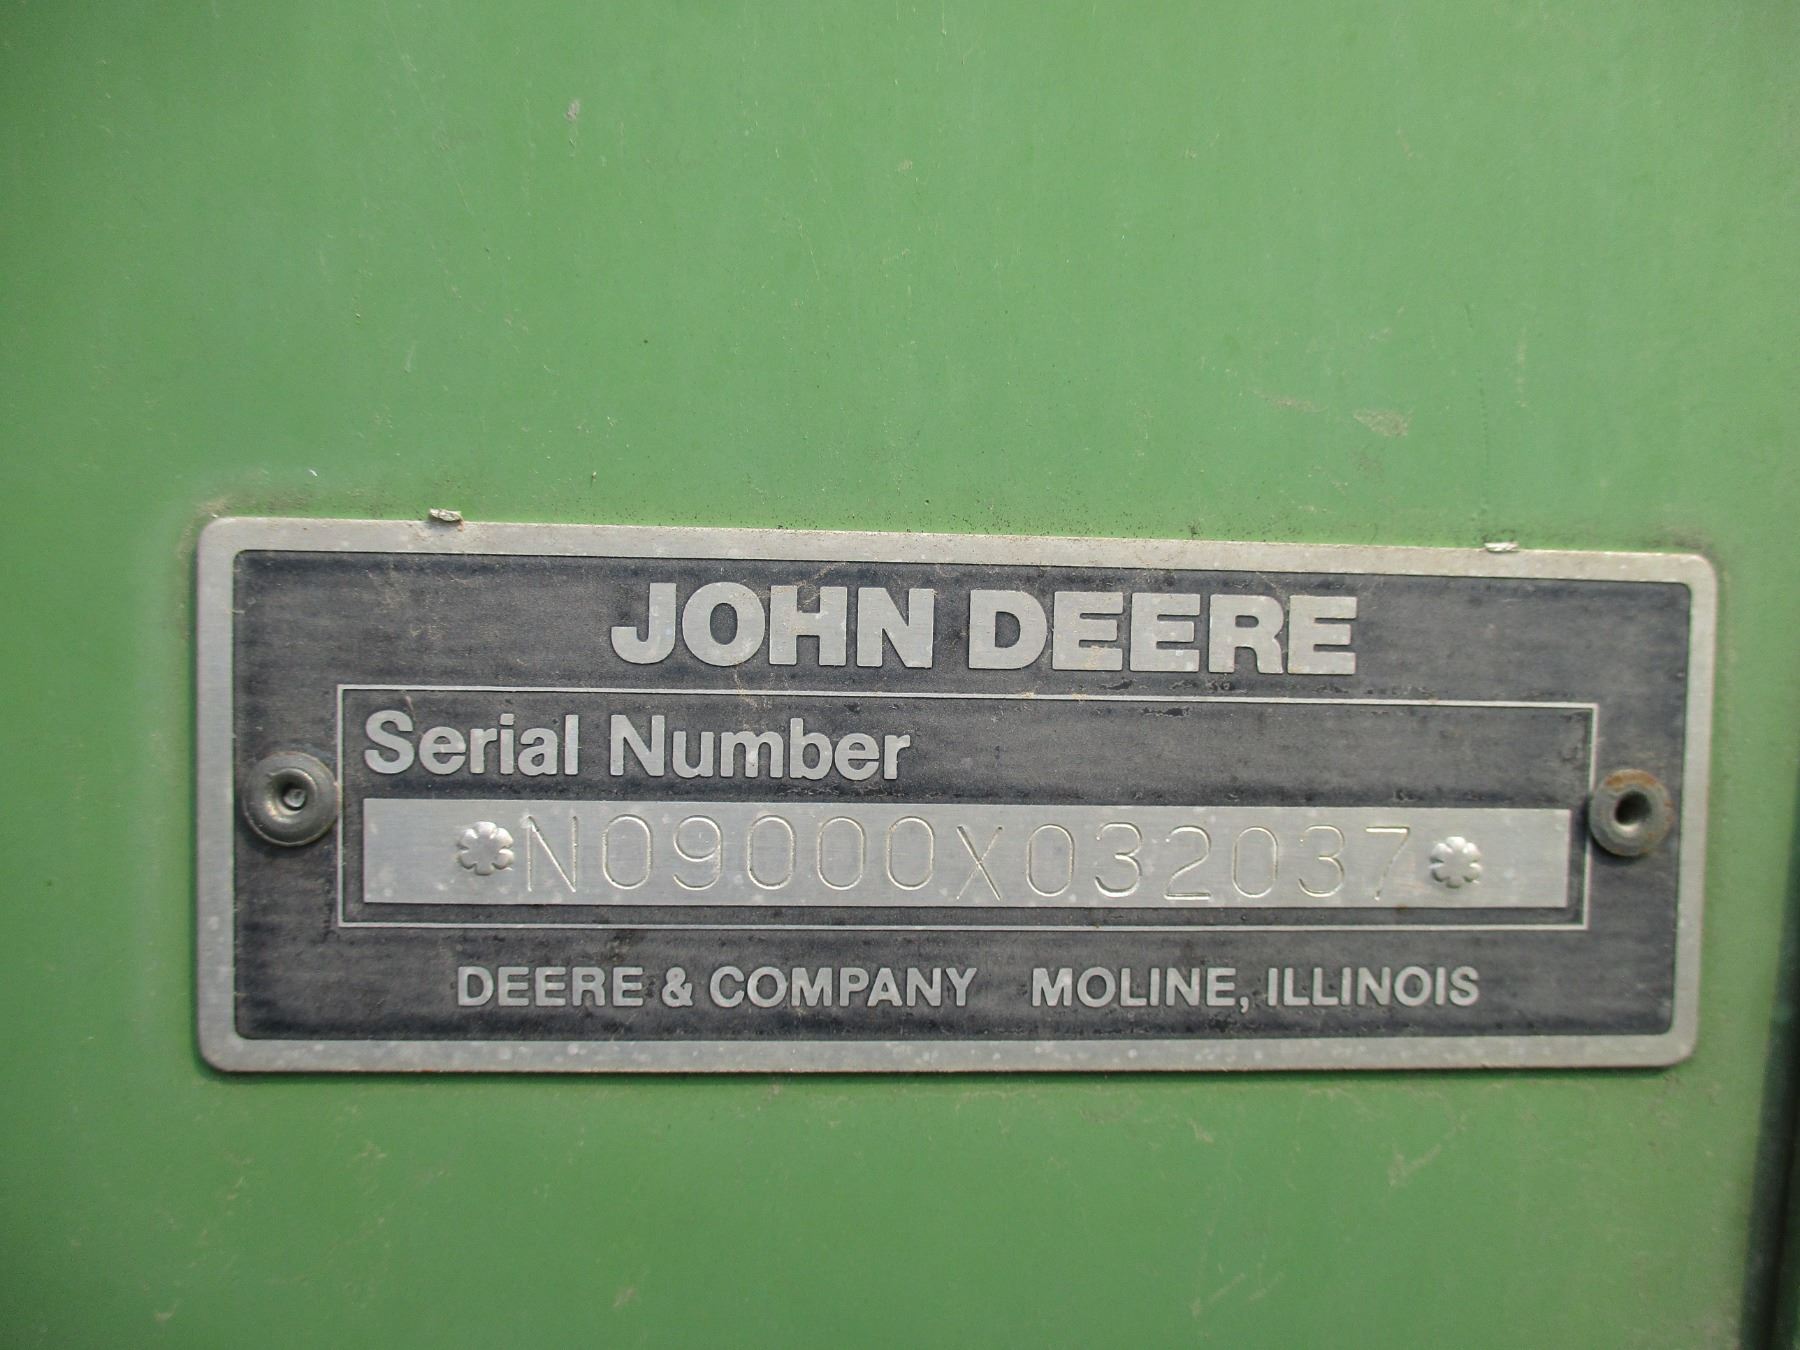 JOHN DEERE
Serial Number
*N09000X032037*
DEERE & COMPANY MOLINE, ILLINOIS